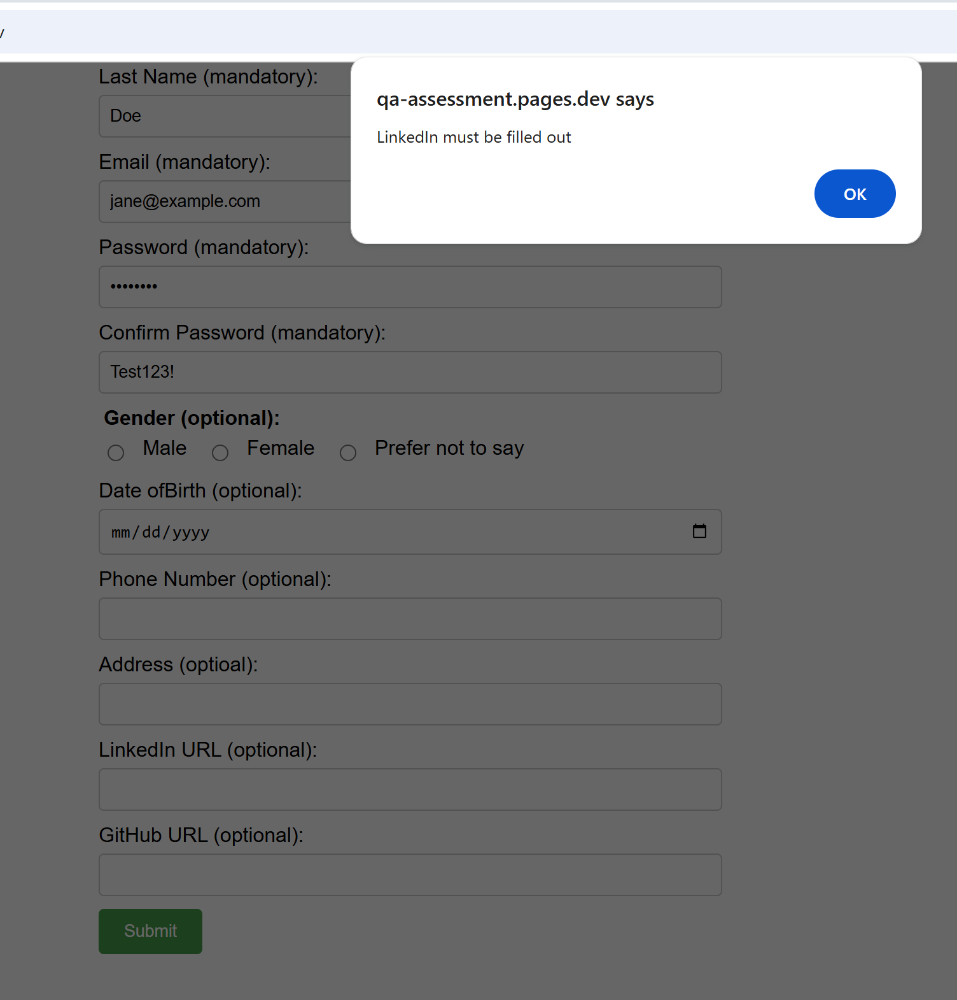 /
qa-assessment.pages.dev says
LinkedIn must be filled out
OK
Last Name (mandatory):
Doe
Email (mandatory):
jane@example.com
Password (mandatory):
••••••••
Confirm Password (mandatory):
Test123!
Gender (optional):
Male Female Prefer not to say
Date ofBirth (optional):
mm/dd/yyyy
Phone Number (optional):
Address (optioal):
LinkedIn URL (optional):
GitHub URL (optional):
Submit